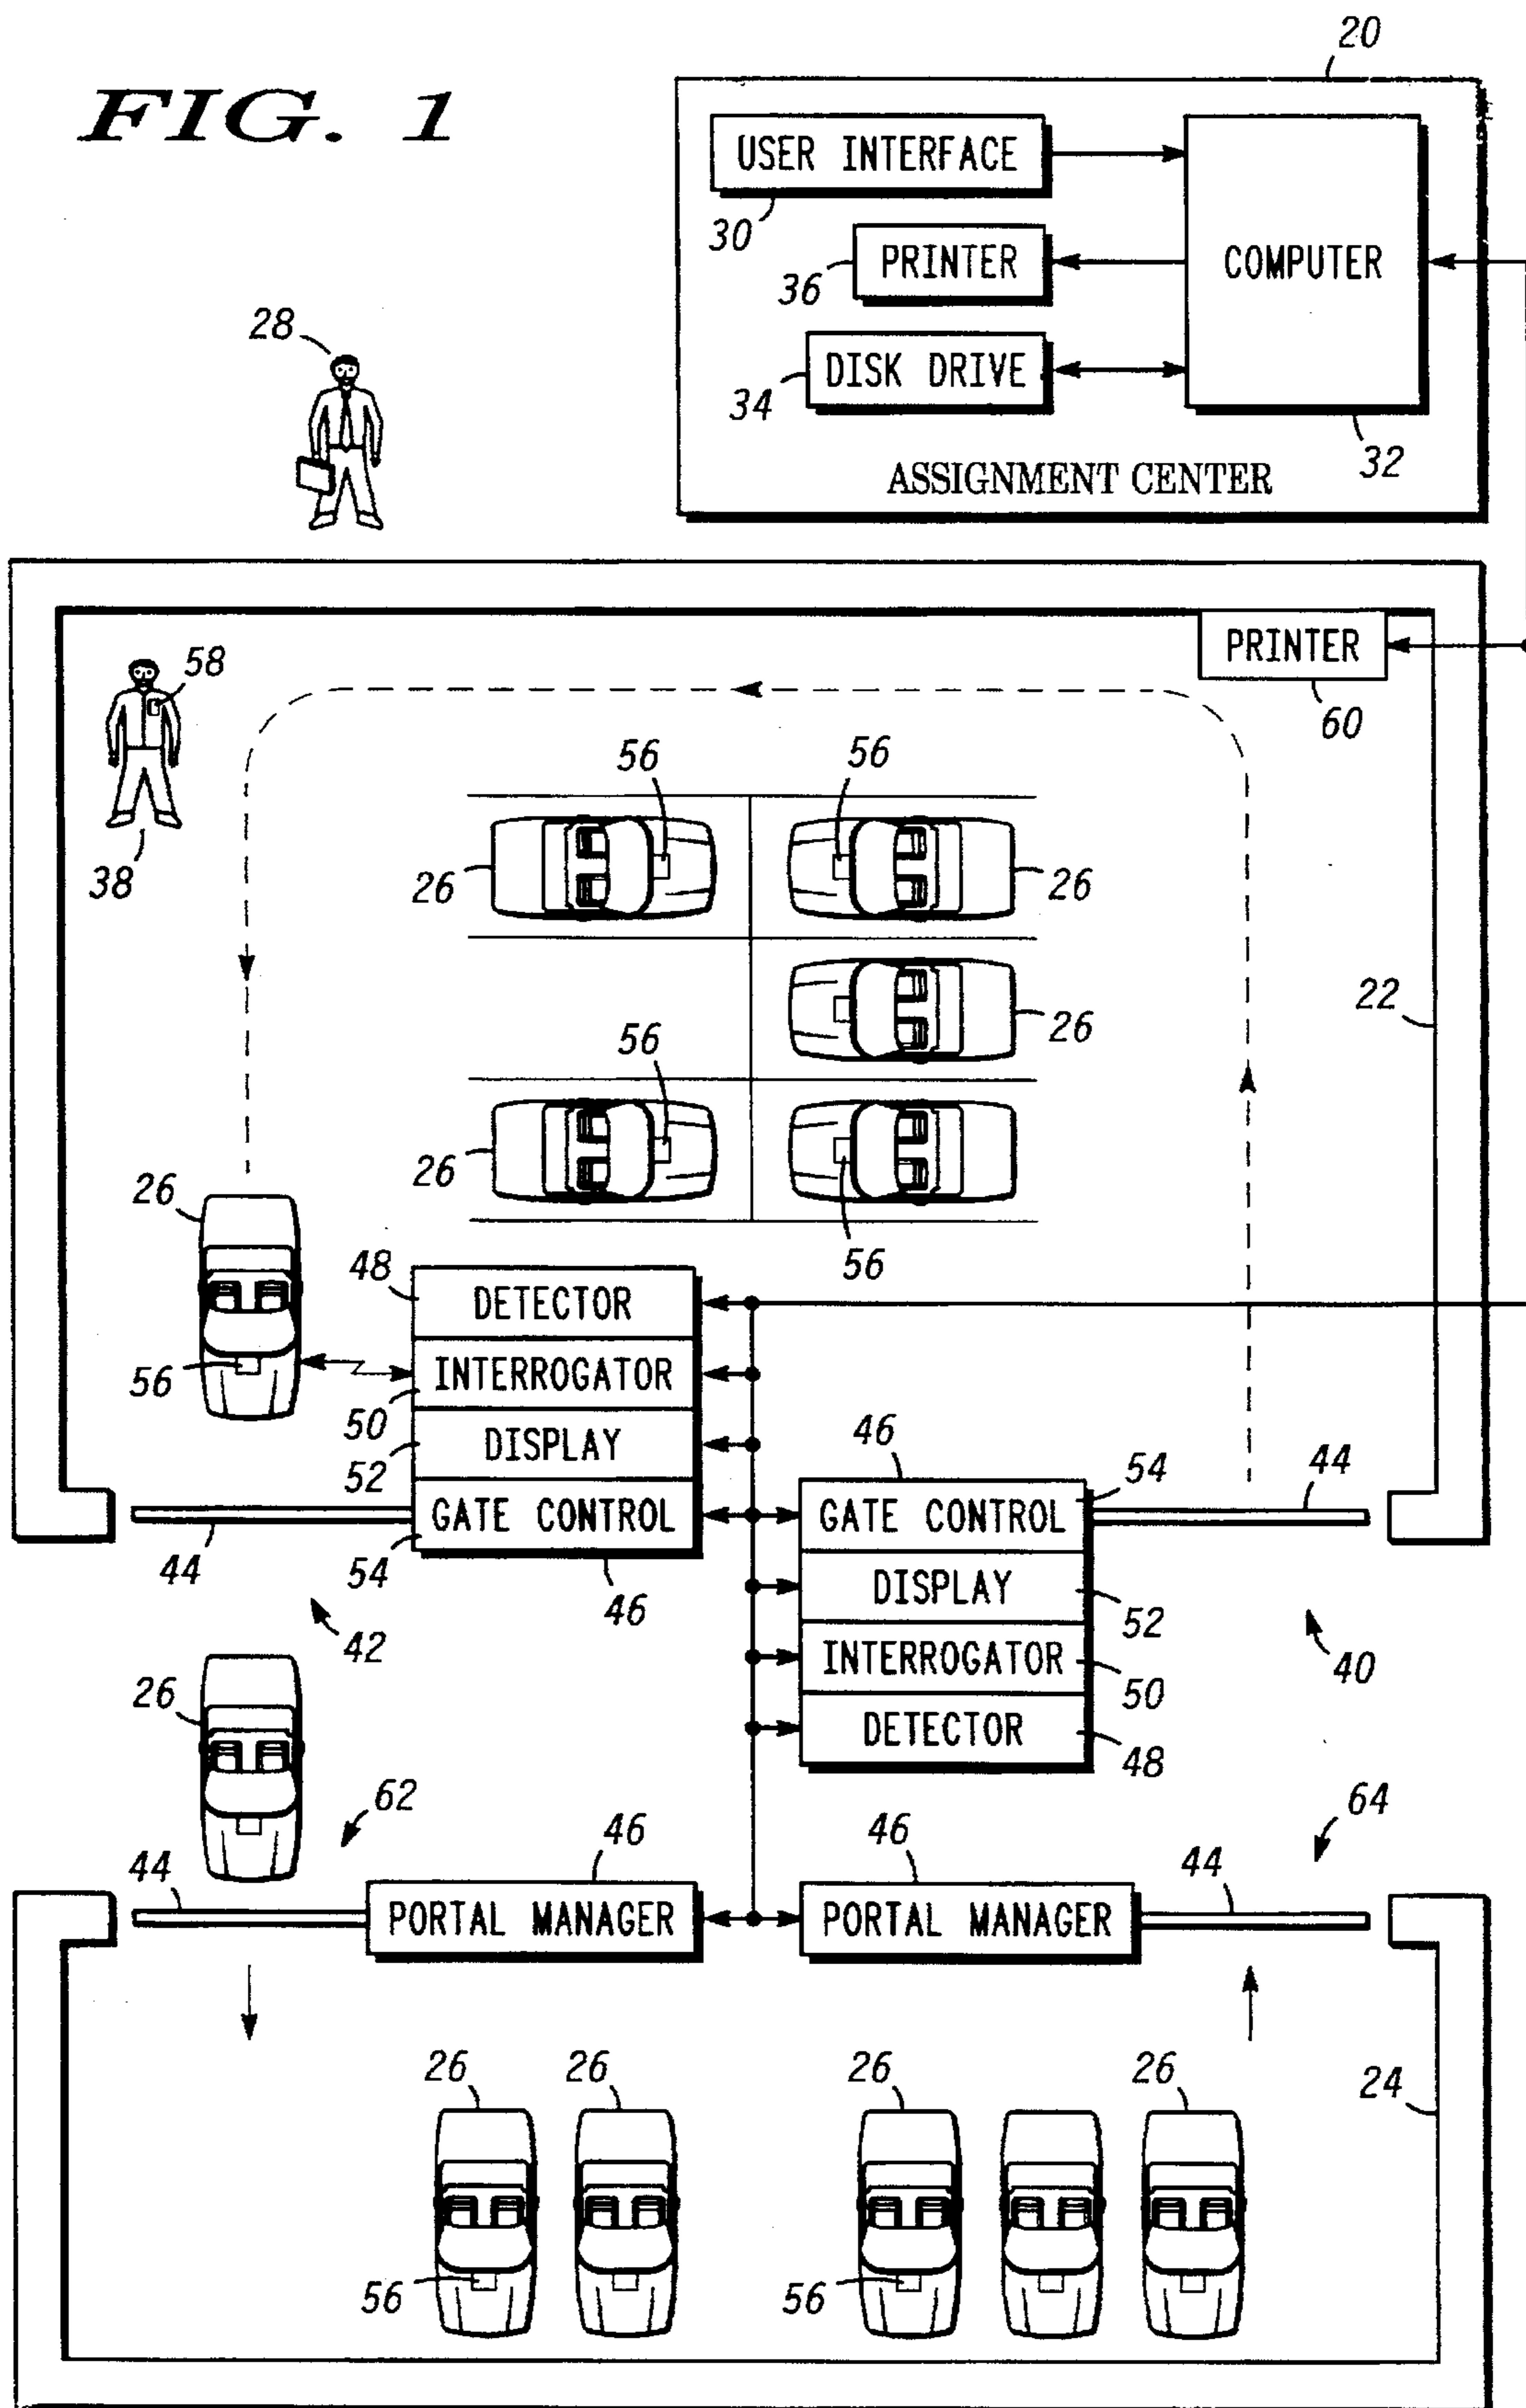 FIG. 1
20
USER INTERFACE
30
PRINTER
36
COMPUTER
DISK DRIVE
34
32
ASSIGNMENT CENTER
28
PRINTER
60
58
38
56
56
26
26
22
26
56
26
56
26
56
48
DETECTOR
INTERROGATOR
50
DISPLAY
52
GATE CONTROL
54
44
46
42
46
54
44
GATE CONTROL
DISPLAY
52
INTERROGATOR
50
DETECTOR
48
40
26
62
64
44
46
PORTAL MANAGER
46
PORTAL MANAGER
44
26
26
26
26
24
56
56